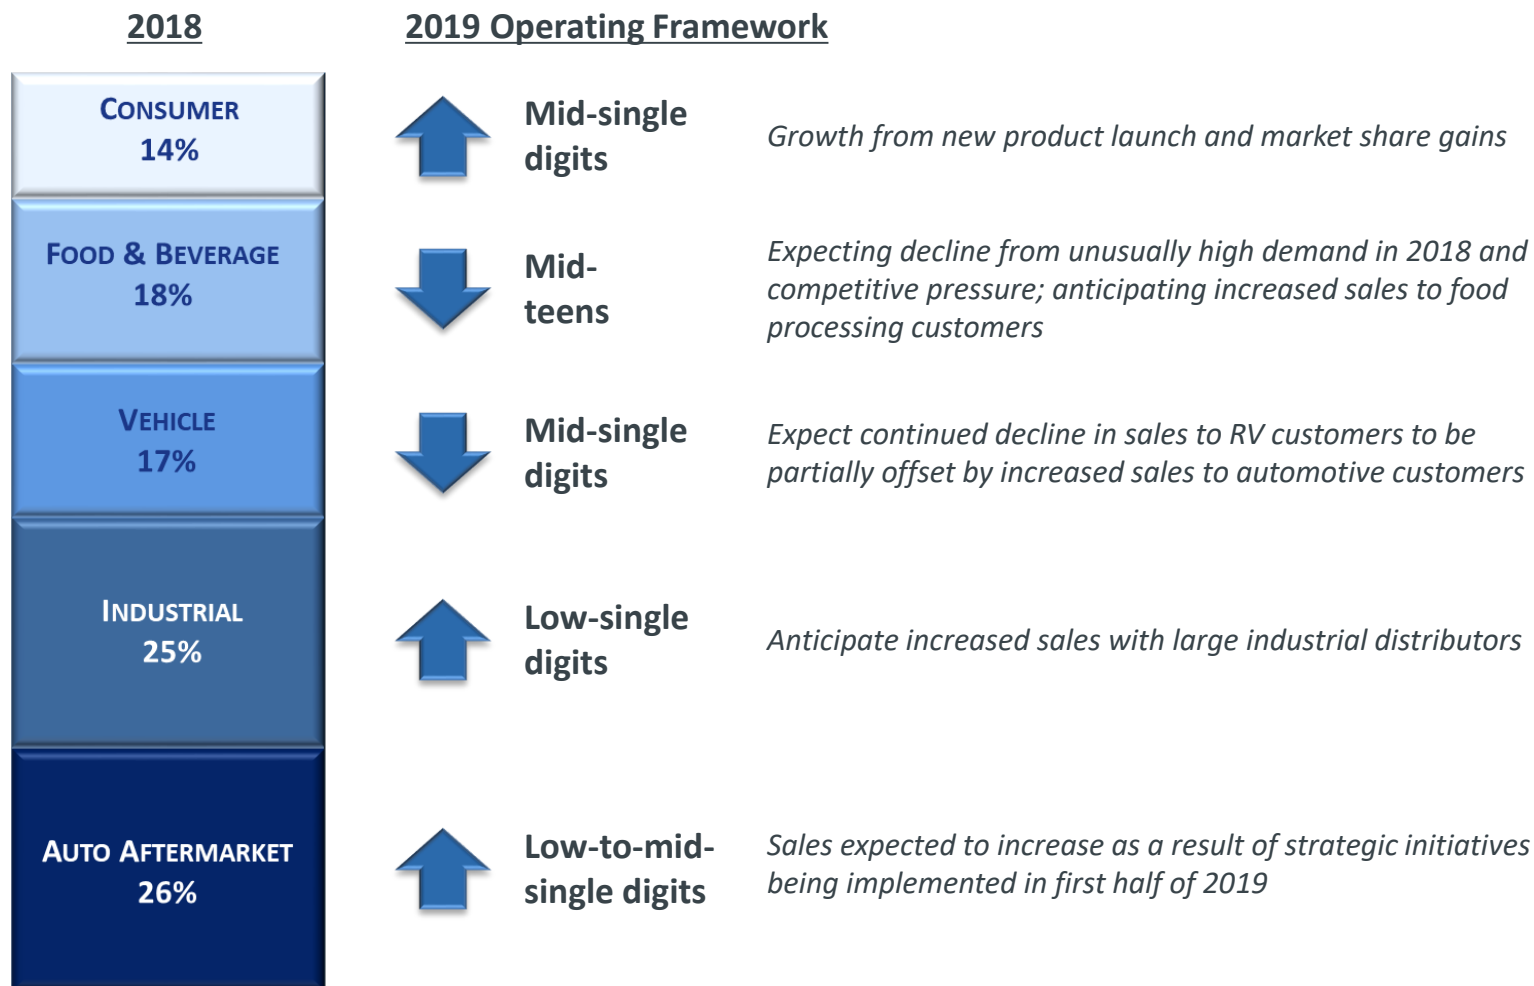 2018
2019 Operating Framework
CONSUMER
14%
Mid-single
digits
Growth from new product launch and market share gains
FOOD & BEVERAGE
18%
Mid-
teens
Expecting decline from unusually high demand in 2018 and
competitive pressure; anticipating increased sales to food
processing customers
VEHICLE
17%
Mid-single
digits
Expect continued decline in sales to RV customers to be
partially offset by increased sales to automotive customers
INDUSTRIAL
25%
Low-single
digits
Anticipate increased sales with large industrial distributors
AUTO AFTERMARKET
26%
Low-to-mid-
single digits
Sales expected to increase as a result of strategic initiatives
being implemented in first half of 2019